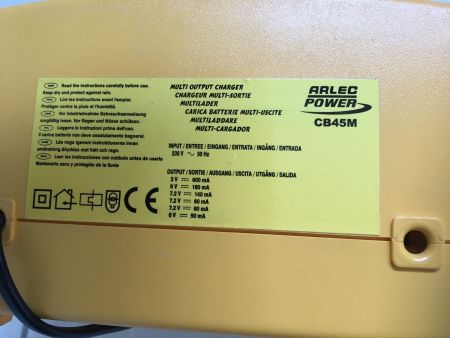 Read the instructions carefully before use.
Keep dry and protect against rain.
Lire les instructions avant l'emploi.
Protéger contre la pluie et l'humidité.
Vor Inbetriebnahme Gebrauchsanweisung
sorgfältig lesen. Vor Regen und Nässe schützen.
Leggere le instruzioni prima dell'uso.
Il carica batterie non deve assolutamente bagnarsi.
Läs noga igenom instruktionerna innan
användning. Skyddas mot fukt och regn.
Leer las instrucciones con cuidado antes de usarlo
Mantenerlo seco y protegido de la lluvia
MULTI OUTPUT CHARGER
CHARGEUR MULTI-SORTIE
MULTILADER
CARICA BATTERIE MULTI-USCITE
MULTILADDARE
MULTI-CARGADOR
INPUT / ENTREE / EINGANG / ENTRATA / INGÅNG / ENTRADA
230 V ~ 50 Hz
OUTPUT / SORTIE / AUSGANG / USCITA / UTGÅNG / SALIDA
3 V 600 mA
6 V 180 mA
7.2 V 140 mA
7.2 V 60 mA
7.2 V 60 mA
6 V 50 mA
ARLEC
POWER
CB45M
CE